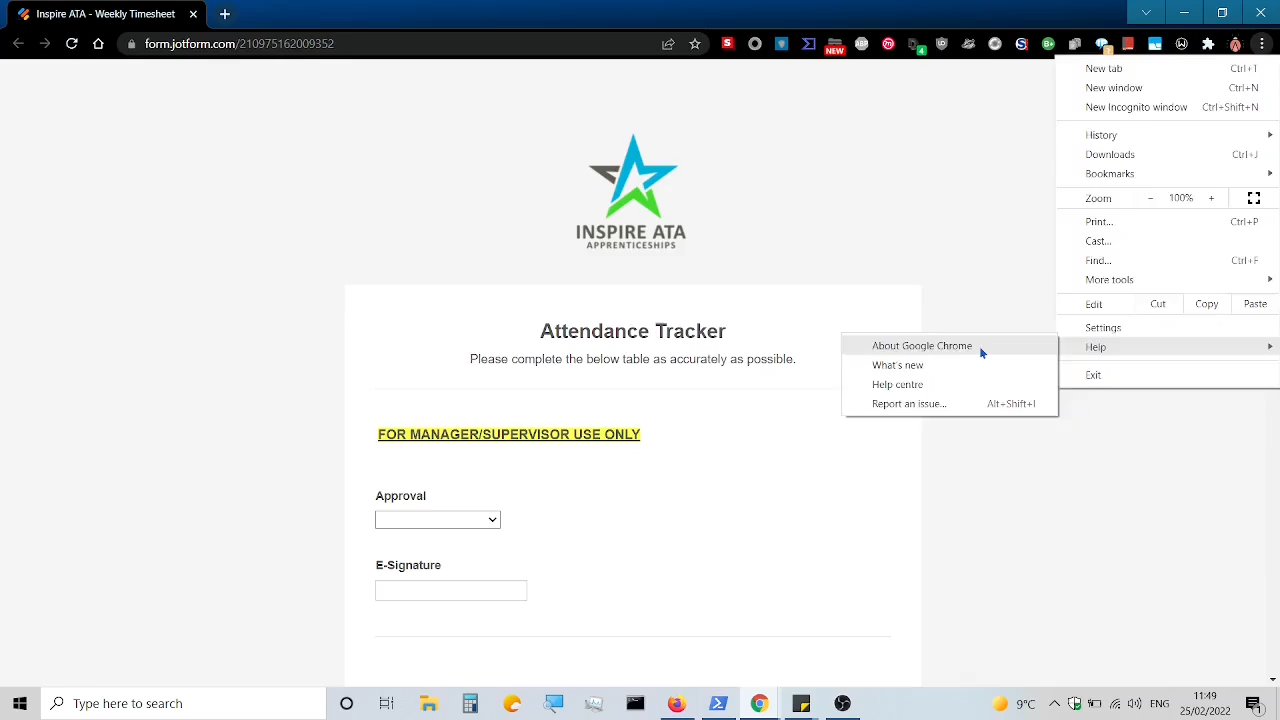 Inspire ATA - Weekly Timesheet
form.jotform.com/210975162009352
NEW
4
New tab Ctrl+T
New window Ctrl+N
New Incognito window Ctrl+Shift+N
History
Downloads Ctrl+J
Bookmarks
Zoom − 100% +
Print... Ctrl+P
Cast...
Find... Ctrl+F
More tools
Edit Cut Copy Paste
Settings
Help
Exit
About Google Chrome
What's new
Help centre
Report an issue... Alt+Shift+I
INSPIRE ATA
APPRENTICESHIPS
Attendance Tracker
Please complete the below table as accurately as possible.
FOR MANAGER/SUPERVISOR USE ONLY
Approval
E-Signature
Type here to search
9°C
ENG
11:49
25/02/2022